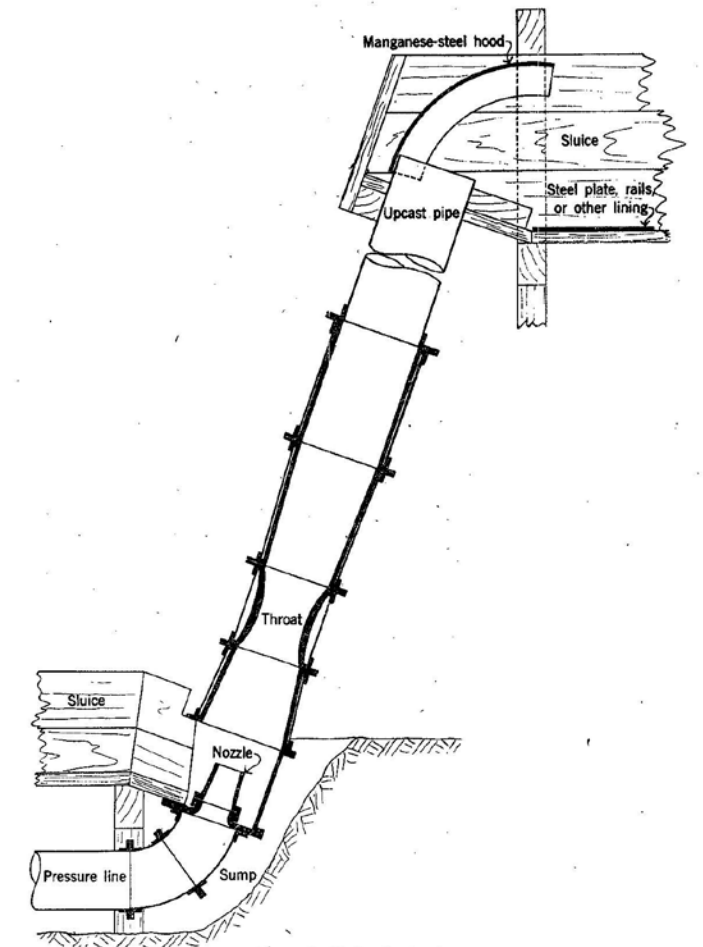 Manganese-steel hood
Sluice
Steel plate, rails,
or other lining
Upcast pipe
Throat
Sluice
Nozzle
Pressure line
Sump